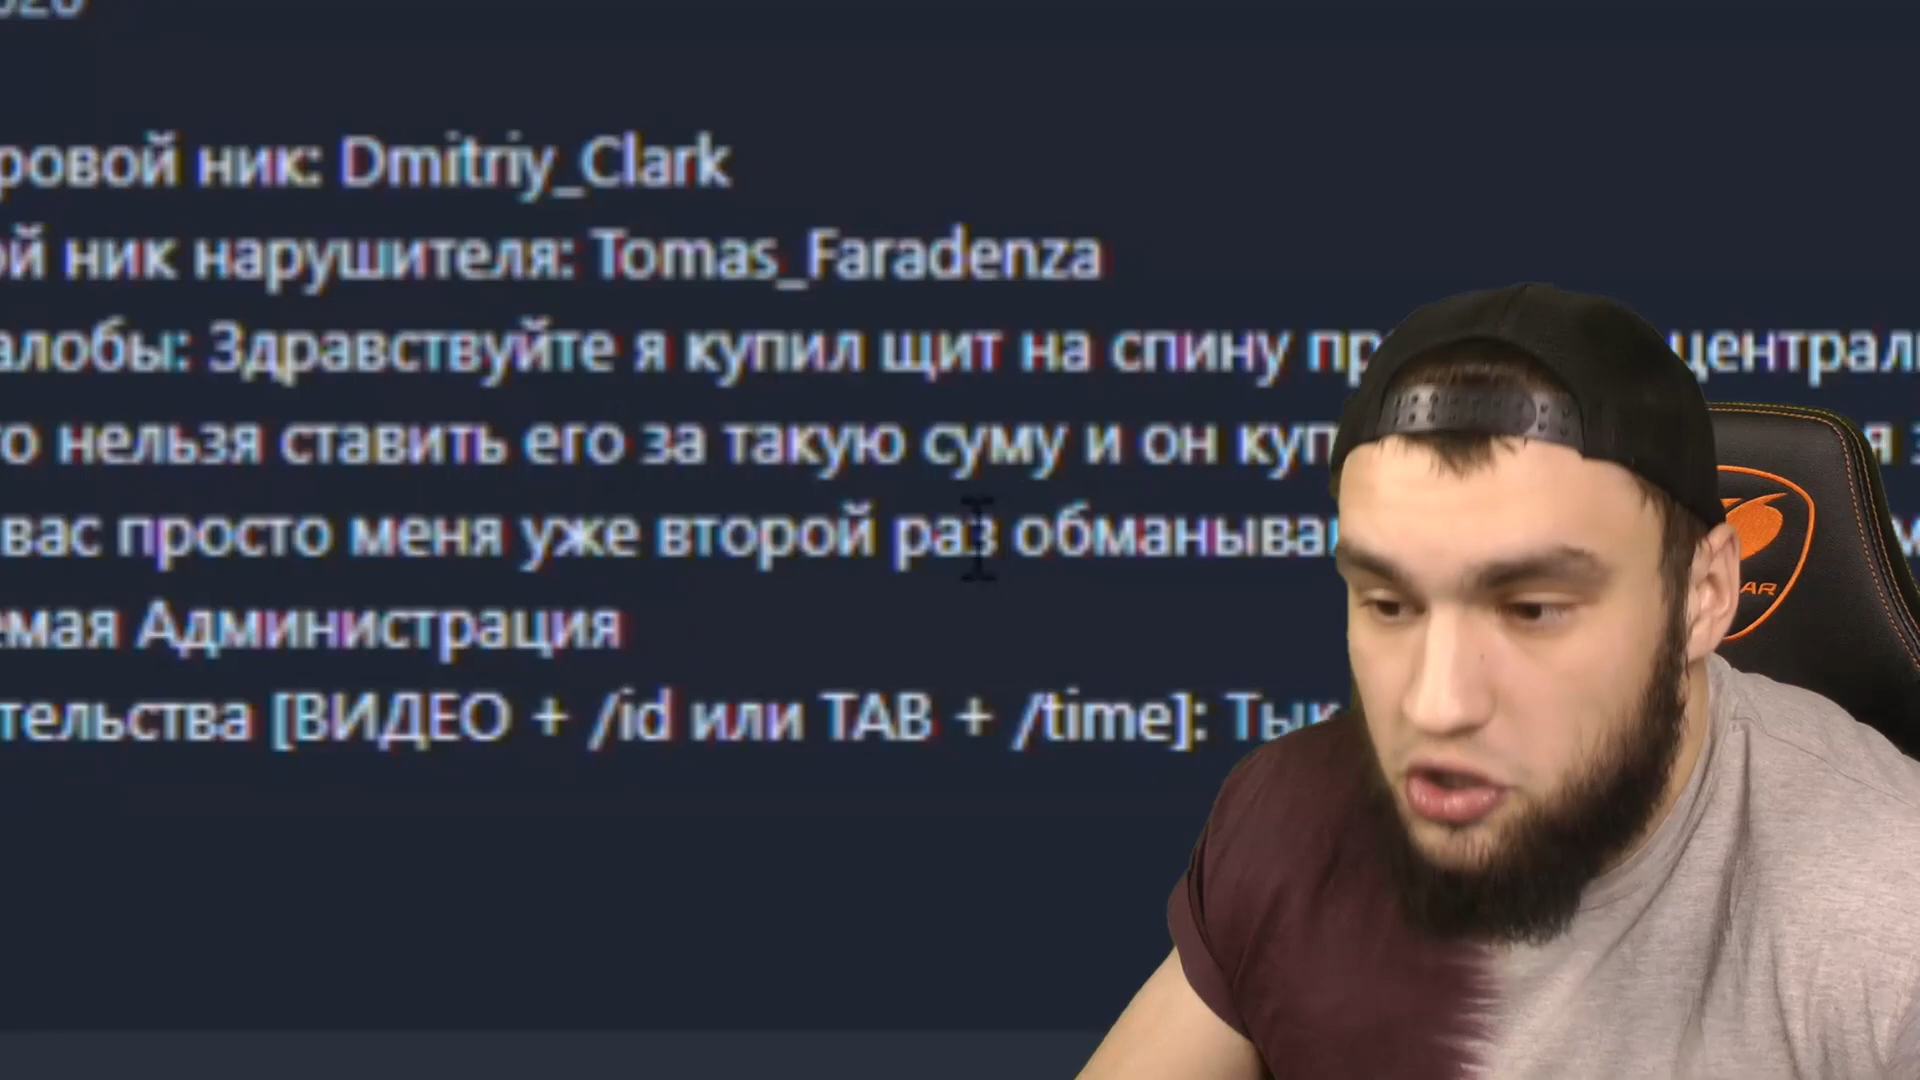 ровой ник: Dmitriy_Clark
ой ник нарушителя: Tomas_Faradenza
алобы: Здравствуйте я купил щит на спину пр централ
о нельзя ставить его за такую суму и он куп я з
вас просто меня уже второй раз обманыва
емая Администрация
тельства [ВИДЕО + /id или TAB + /time]: Тык